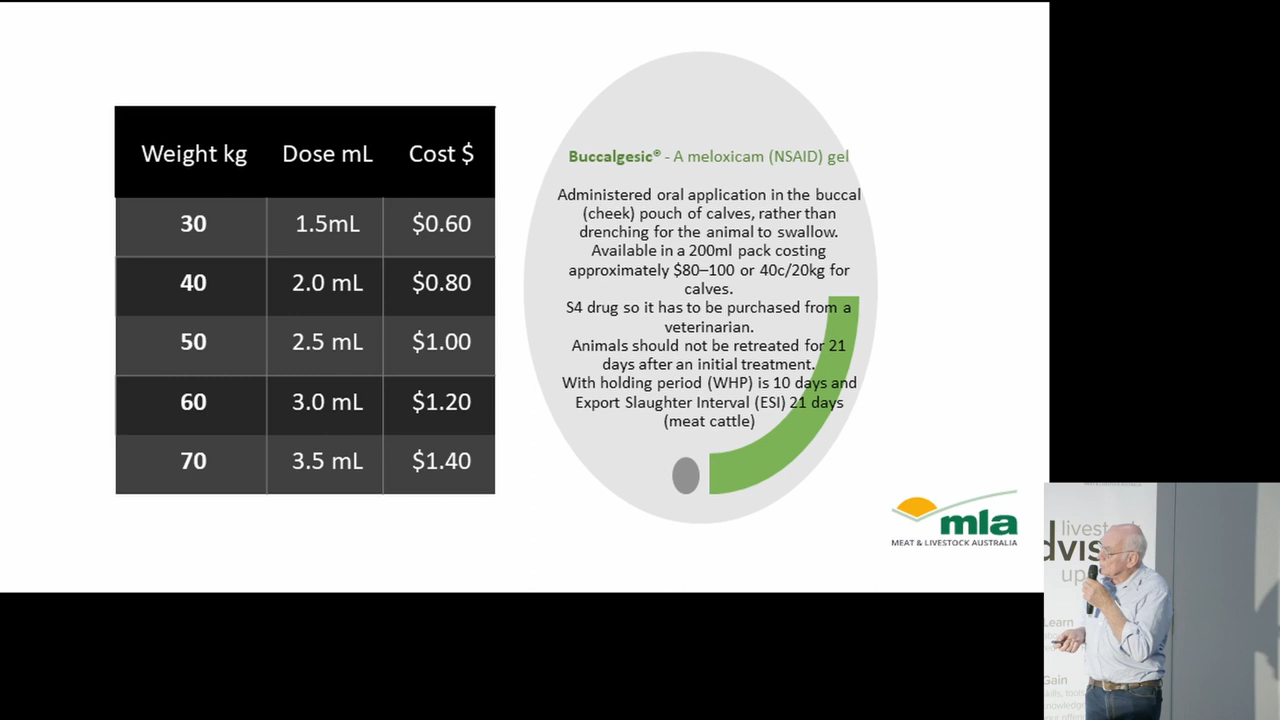 Weight kg Dose mL Cost $
30 1.5mL $0.60
40 2.0 mL $0.80
50 2.5 mL $1.00
60 3.0 mL $1.20
70 3.5 mL $1.40
Buccalgesic® - A meloxicam (NSAID) gel
Administered oral application in the buccal
(cheek) pouch of calves, rather than
drenching for the animal to swallow.
Available in a 200ml pack costing
approximately $80–100 or 40c/20kg for
calves.
S4 drug so it has to be purchased from a
veterinarian.
Animals should not be retreated for 21
days after an initial treatment.
With holding period (WHP) is 10 days and
Export Slaughter Interval (ESI) 21 days
(meat cattle)
mla
MEAT & LIVESTOCK AUSTRALIA
livestock
up
Learn
Gain